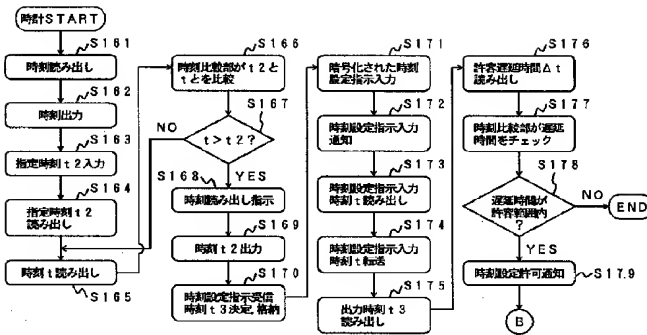 時計START
S161
時刻読み出し
S162
時刻出力
S163
指定時刻t2入力
S164
指定時刻t2
読み出し
時刻t読み出し
S165
S166
時刻比較部がt2と
tとを比較
S167
NO
t>t2?
YES
S168
時刻読み出し指示
S169
時刻t2出力
S170
時刻設定指示受信
時刻t3決定,格納
S171
暗号化された時刻
設定指示入力
S172
時刻設定指示入力
通知
S173
時刻設定指示入力
時刻t読み出し
S174
時刻設定指示入力
時刻t転送
S175
出力時刻t3
読み出し
S176
許容遅延時間Δt
読み出し
S177
時刻比較部が遅延
時間をチェック
S178
遅延時間が
許容範囲内
?
NO
END
YES
時刻設定許可通知
S179
B